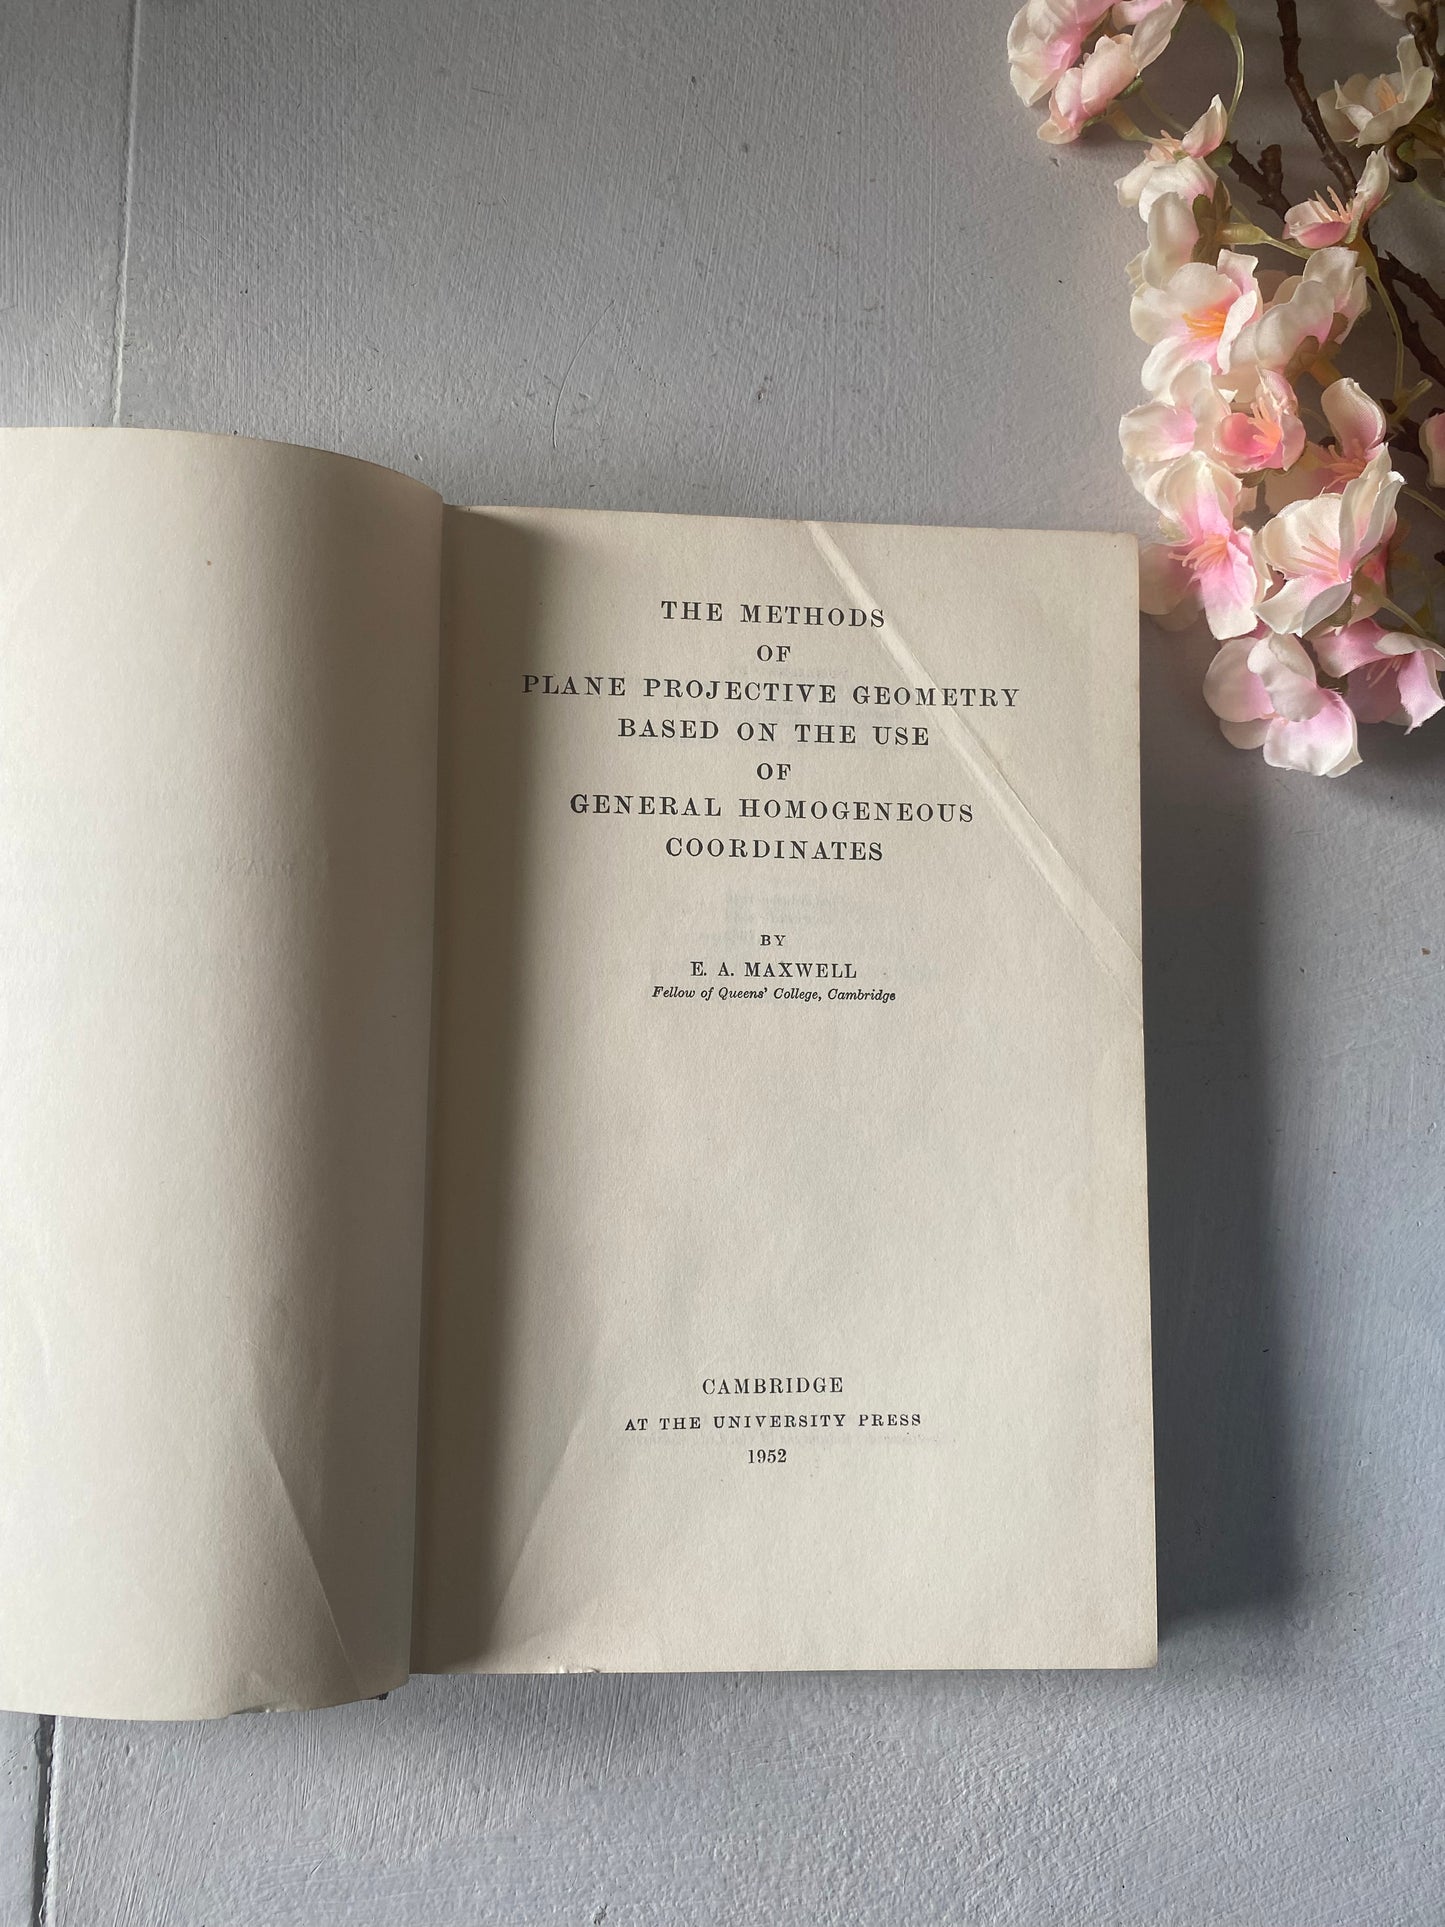 THE METHODS
OF
PLANE PROJECTIVE GEOMETRY
BASED ON THE USE
OF
GENERAL HOMOGENEOUS
COORDINATES
BY
E. A. MAXWELL
Fellow of Queens' College, Cambridge
CAMBRIDGE
AT THE UNIVERSITY PRESS
1952